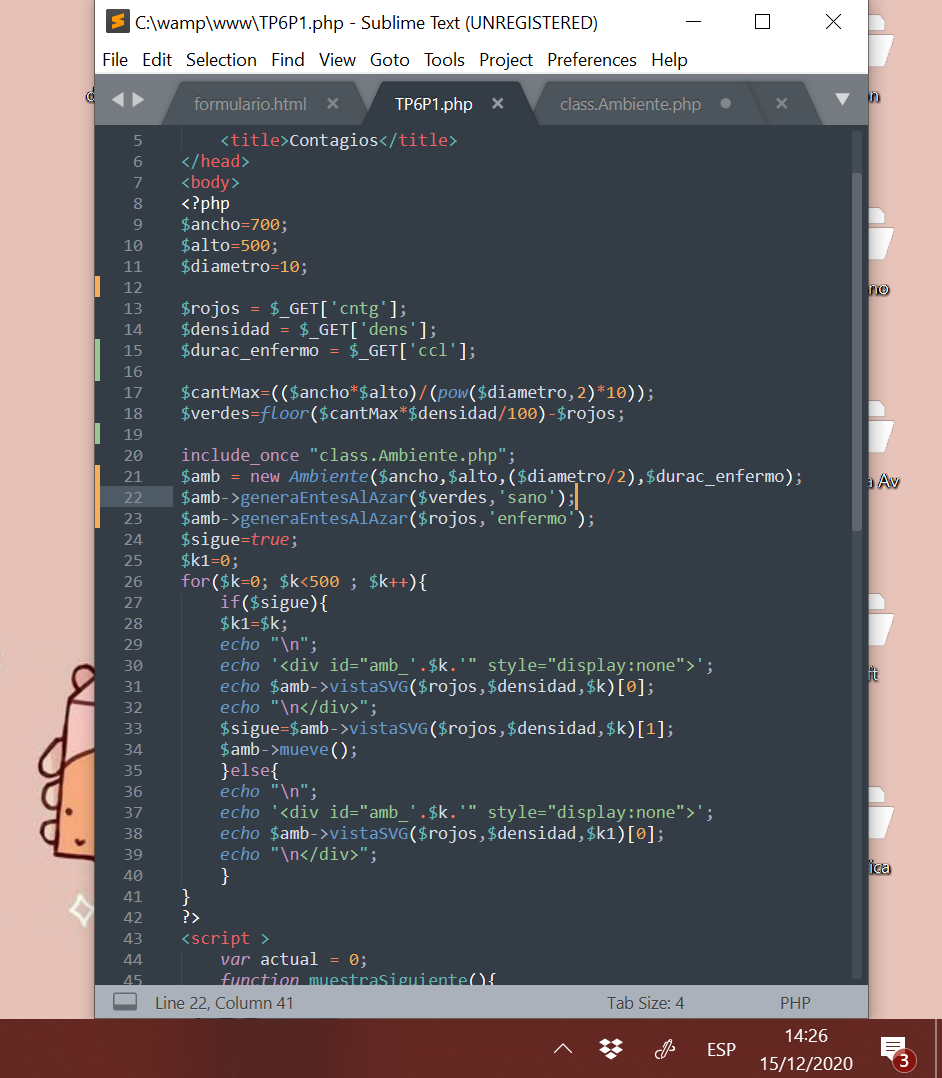 C:\wamp\www\TP6P1.php - Sublime Text (UNREGISTERED)
File Edit Selection Find View Goto Tools Project Preferences Help
formulario.html TP6P1.php class.Ambiente.php
5 <title>Contagios</title>
6 </head>
7 <body>
8 <?php
9 $ancho=700;
10 $alto=500;
11 $diametro=10;
12
13 $rojos = $_GET['cntg'];
14 $densidad = $_GET['dens'];
15 $durac_enfermo = $_GET['ccl'];
16
17 $cantMax=(($ancho*$alto)/(pow($diametro,2)*10));
18 $verdes=floor($cantMax*$densidad/100)-$rojos;
19
20 include_once "class.Ambiente.php";
21 $amb = new Ambiente($ancho,$alto,($diametro/2),$durac_enfermo);
22 $amb->generaEntesAlAzar($verdes,'sano');
23 $amb->generaEntesAlAzar($rojos,'enfermo');
24 $sigue=true;
25 $k1=0;
26 for($k=0; $k<500 ; $k++){
27 if($sigue){
28 $k1=$k;
29 echo "\n";
30 echo '<div id="amb_'.$k.'" style="display:none">';
31 echo $amb->vistaSVG($rojos,$densidad,$k)[0];
32 echo "\n</div>";
33 $sigue=$amb->vistaSVG($rojos,$densidad,$k)[1];
34 $amb->mueve();
35 }else{
36 echo "\n";
37 echo '<div id="amb_'.$k.'" style="display:none">';
38 echo $amb->vistaSVG($rojos,$densidad,$k1)[0];
39 echo "\n</div>";
40 }
41 }
42 ?>
43 <script >
44 var actual = 0;
45 function muestraSiguiente(){
Line 22, Column 41 Tab Size: 4 PHP
no
Av
ft
ica
ESP
14:26
15/12/2020
3